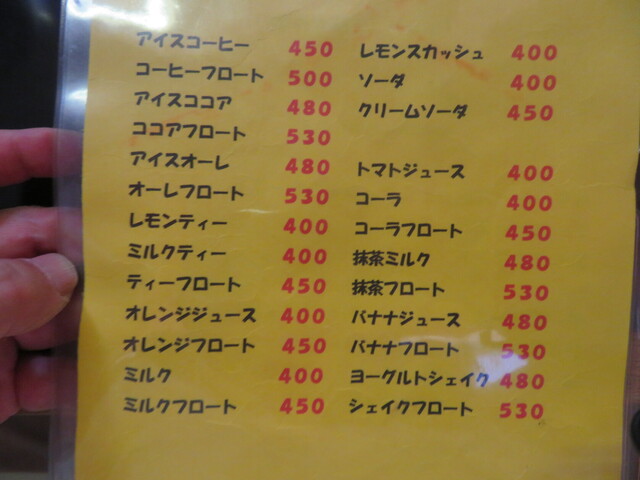 アイスコーヒー 450
コーヒーフロート 500
アイスココア 480
ココアフロート 530
アイスオーレ 480
オーレフロート 530
レモンティー 400
ミルクティー 400
ティーフロート 450
オレンジジュース 400
オレンジフロート 450
ミルク 400
ミルクフロート 450
レモンスカッシュ 400
ソーダ 400
クリームソーダ 450
トマトジュース 400
コーラ 400
コーラフロート 450
抹茶ミルク 480
抹茶フロート 530
バナナジュース 480
バナナフロート 530
ヨーグルトシェイク 480
シェイクフロート 530